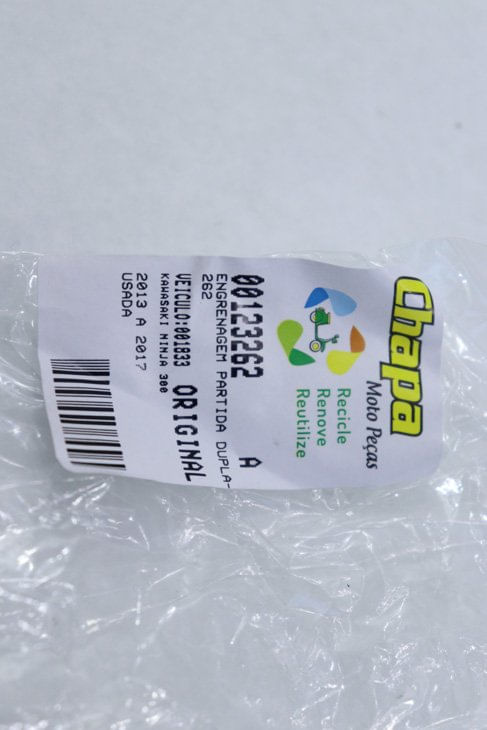 Chapa
Moto Peças
Recicle
Renove
Reutilize
00123262 A
ENGRENAGEM PARTIDA DUPLA-
262
VEICULO:001833 ORIGINAL
KAWASAKI NINJA 300
2013 A 2017
USADA